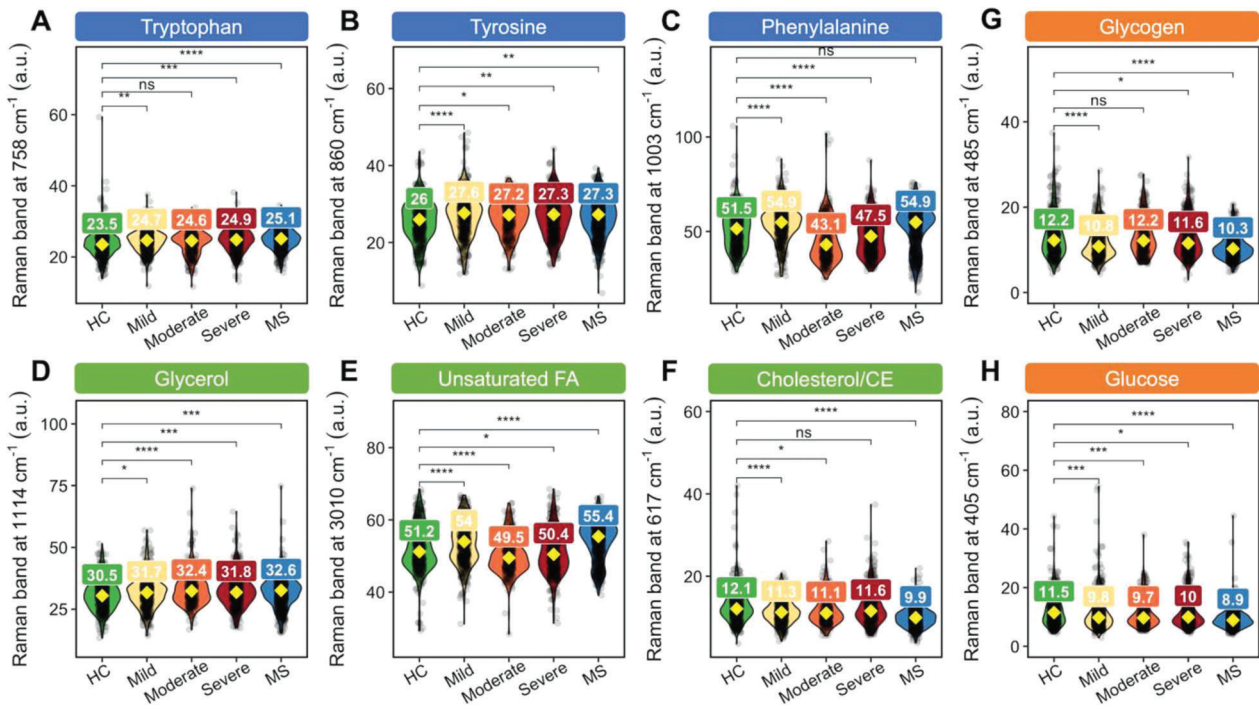 A
Tryptophan
Raman band at 758 cm⁻¹ (a.u.)
60
40
20
****
***
ns
**
23.5
24.7
24.6
24.9
25.1
HC
Mild
Moderate
Severe
MS
B
Tyrosine
Raman band at 860 cm⁻¹ (a.u.)
60
40
20
**
**
*
****
26
27.6
27.2
27.3
27.3
HC
Mild
Moderate
Severe
MS
C
Phenylalanine
Raman band at 1003 cm⁻¹ (a.u.)
100
50
ns
****
****
****
51.5
54.9
43.1
47.5
54.9
HC
Mild
Moderate
Severe
MS
G
Glycogen
Raman band at 485 cm⁻¹ (a.u.)
40
20
0
****
*
ns
****
12.2
10.8
12.2
11.6
10.3
HC
Mild
Moderate
Severe
MS
D
Glycerol
Raman band at 1114 cm⁻¹ (a.u.)
100
75
50
25
***
***
****
*
30.5
31.7
32.4
31.8
32.6
HC
Mild
Moderate
Severe
MS
E
Unsaturated FA
Raman band at 3010 cm⁻¹ (a.u.)
80
60
40
****
*
****
****
51.2
54
49.5
50.4
55.4
HC
Mild
Moderate
Severe
MS
F
Cholesterol/CE
Raman band at 617 cm⁻¹ (a.u.)
60
40
20
0
****
ns
*
****
12.1
11.3
11.1
11.6
9.9
HC
Mild
Moderate
Severe
MS
H
Glucose
Raman band at 405 cm⁻¹ (a.u.)
80
60
40
20
0
****
*
***
***
11.5
9.8
9.7
10
8.9
HC
Mild
Moderate
Severe
MS